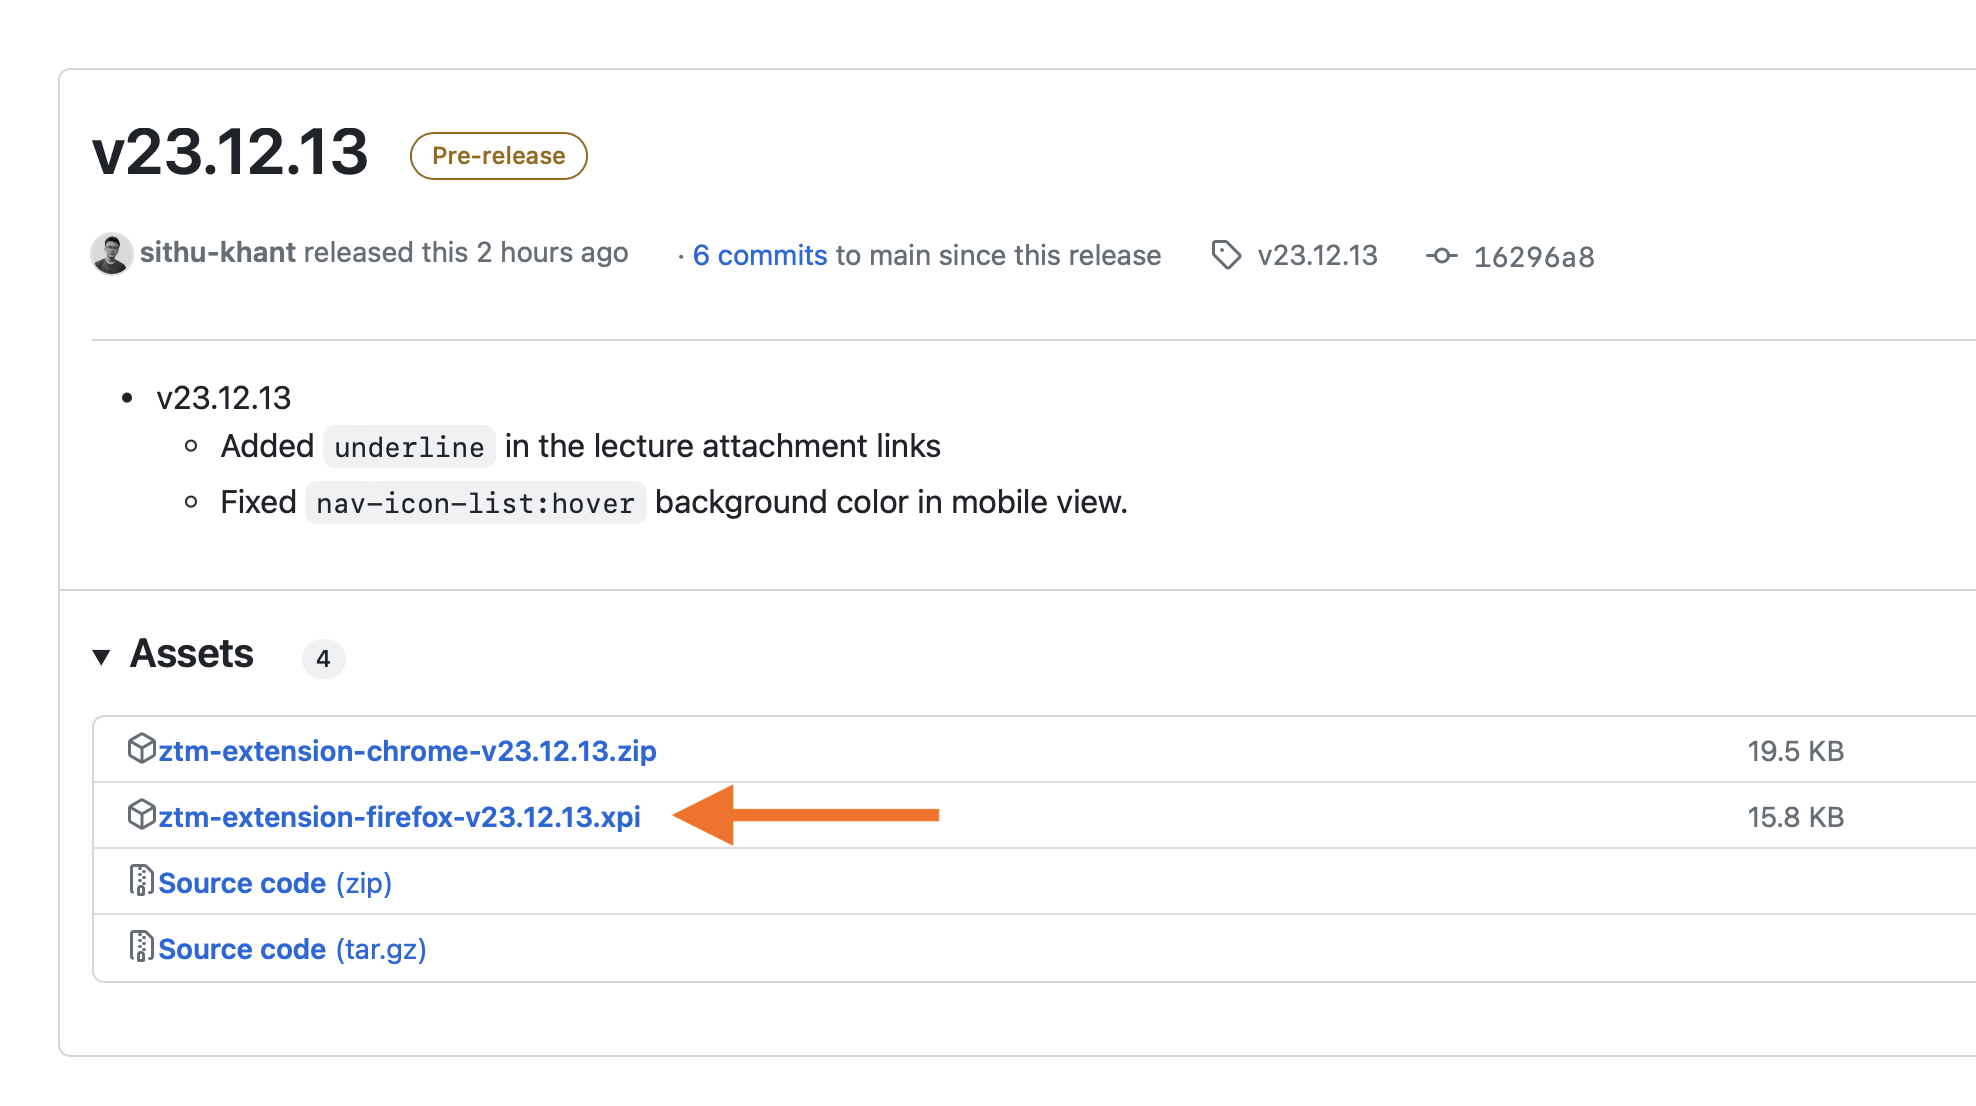 v23.12.13 Pre-release
sithu-khant released this 2 hours ago · 6 commits to main since this release v23.12.13 16296a8
• v23.12.13
◦ Added underline in the lecture attachment links
◦ Fixed nav-icon-list:hover background color in mobile view.
▼ Assets 4
ztm-extension-chrome-v23.12.13.zip 19.5 KB
ztm-extension-firefox-v23.12.13.xpi 15.8 KB
Source code (zip)
Source code (tar.gz)